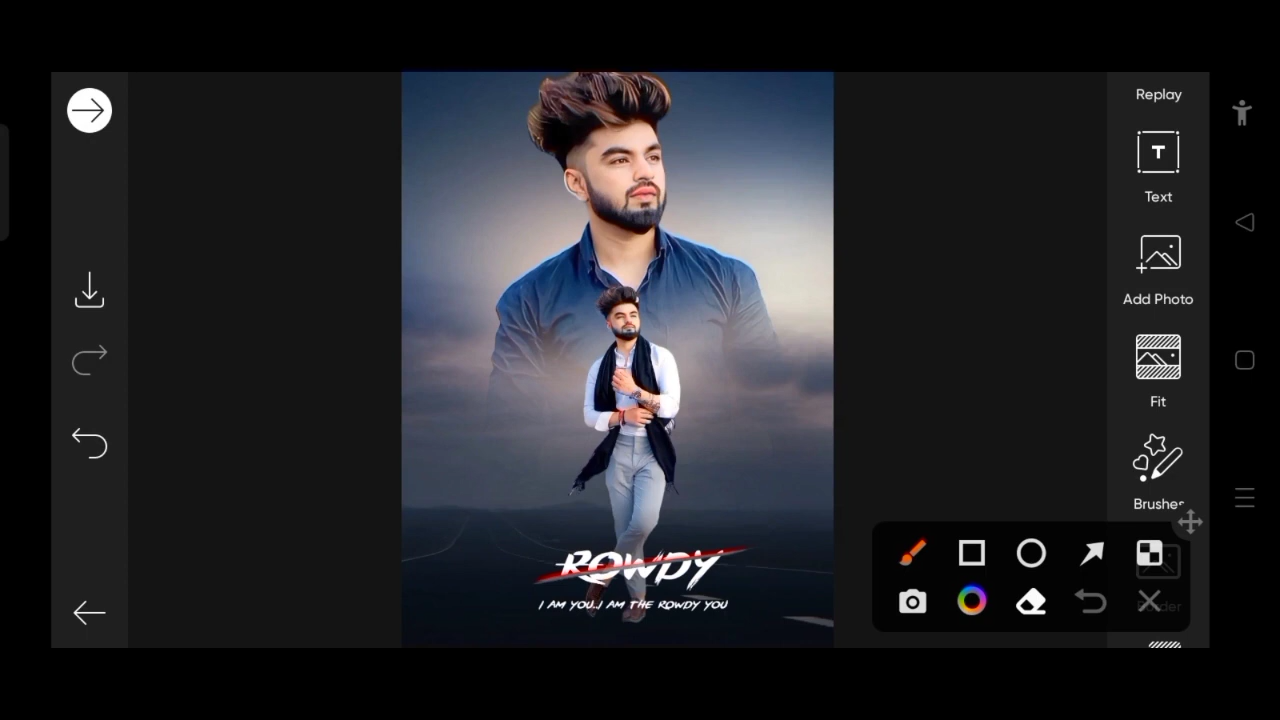 Replay
Text
Add Photo
Fit
Brushes
ROWDY
I AM YOU..I AM THE ROWDY YOU